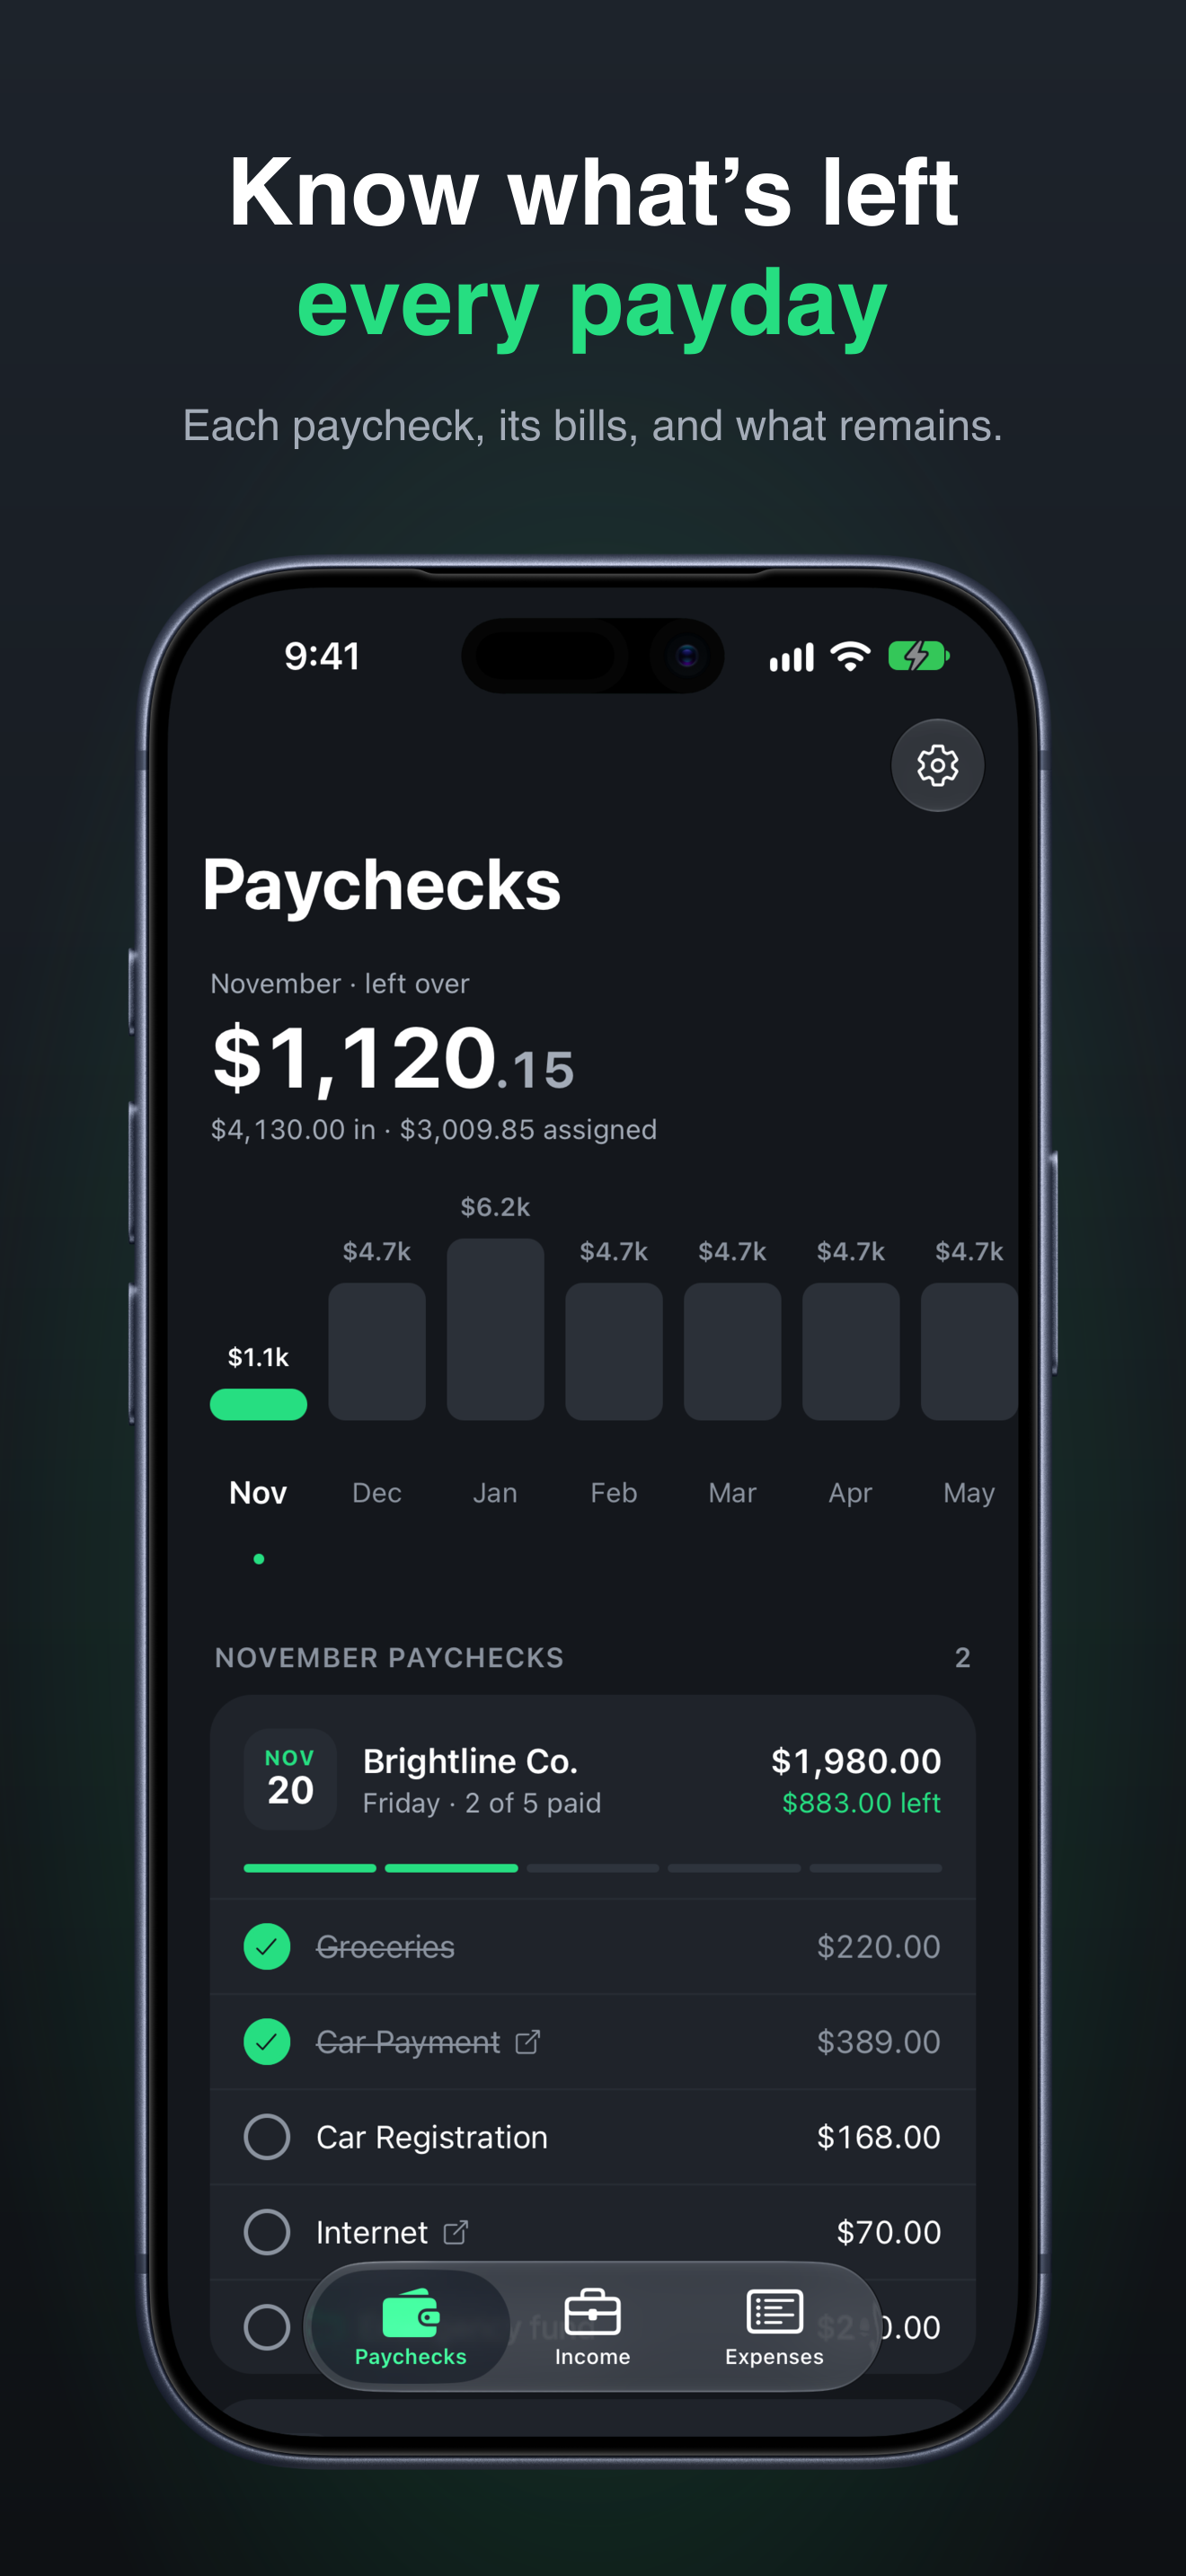 Know what’s left
every payday
Each paycheck, its bills, and what remains.
9:41
Paychecks
November · left over
$1,120.15
$4,130.00 in · $3,009.85 assigned
$6.2k
$4.7k $4.7k $4.7k $4.7k $4.7k
$1.1k
Nov Dec Jan Feb Mar Apr May
NOVEMBER PAYCHECKS 2
NOV
20
Brightline Co. $1,980.00
Friday · 2 of 5 paid $883.00 left
Groceries $220.00
Car Payment $389.00
Car Registration $168.00
Internet $70.00
Paychecks Income Expenses